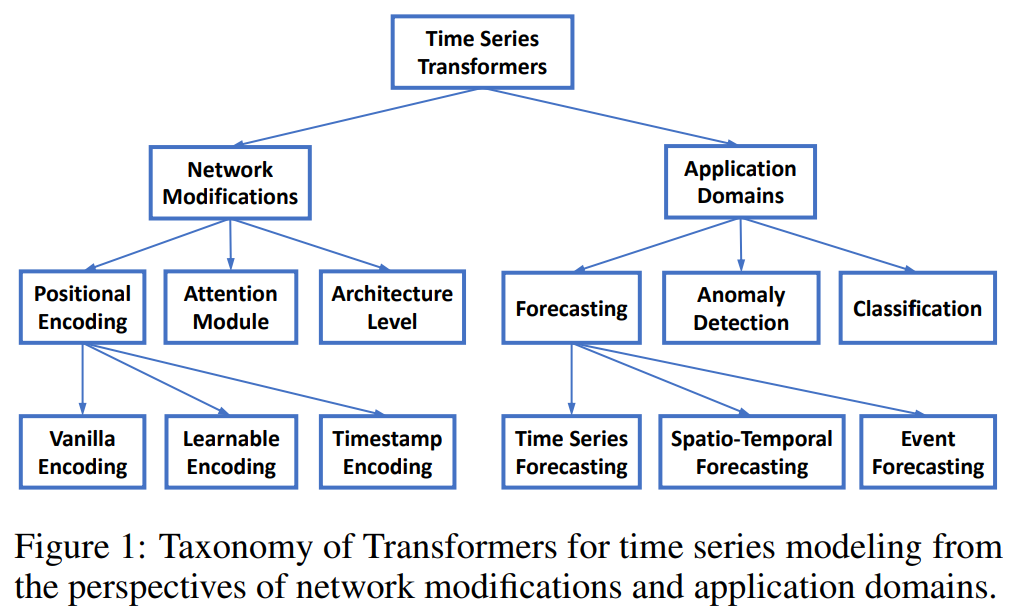 Time Series
Transformers
Network
Modifications
Application
Domains
Positional
Encoding
Attention
Module
Architecture
Level
Forecasting
Anomaly
Detection
Classification
Vanilla
Encoding
Learnable
Encoding
Timestamp
Encoding
Time Series
Forecasting
Spatio-Temporal
Forecasting
Event
Forecasting
Figure 1: Taxonomy of Transformers for time series modeling from
the perspectives of network modifications and application domains.